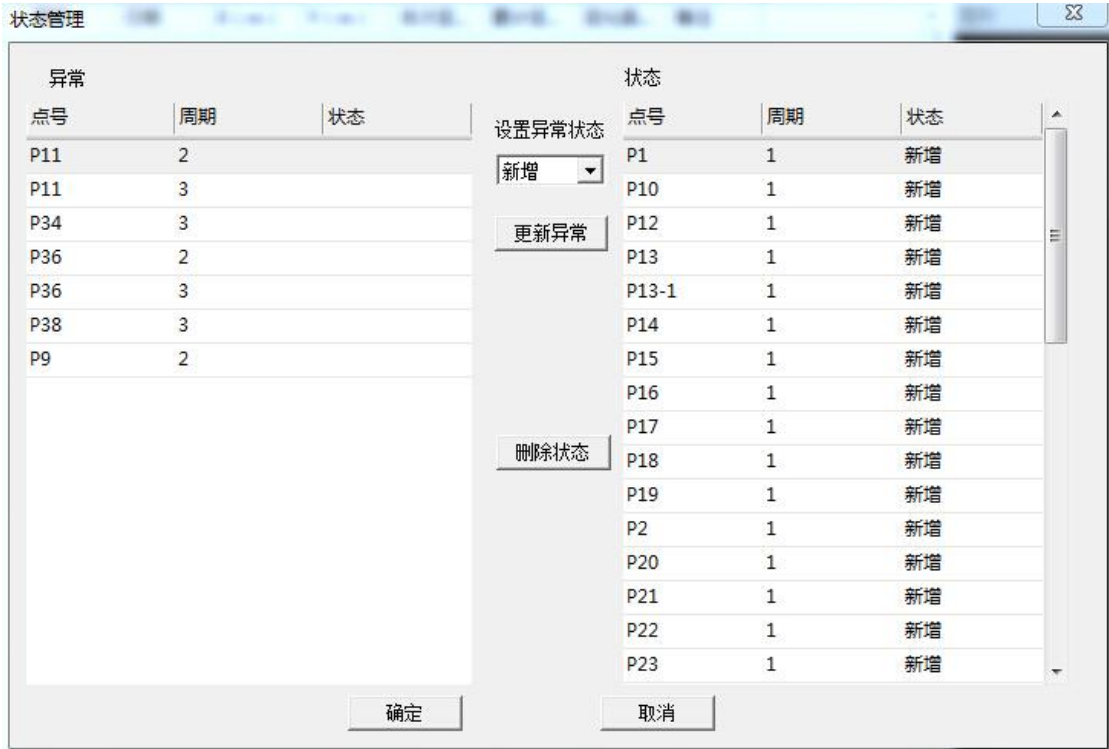 状态管理
异常
点号 周期 状态
P11 2
P11 3
P34 3
P36 2
P36 3
P38 3
P9 2
设置异常状态
新增
更新异常
删除状态
状态
点号 周期 状态
P1 1 新增
P10 1 新增
P12 1 新增
P13 1 新增
P13-1 1 新增
P14 1 新增
P15 1 新增
P16 1 新增
P17 1 新增
P18 1 新增
P19 1 新增
P2 1 新增
P20 1 新增
P21 1 新增
P22 1 新增
P23 1 新增
确定 取消